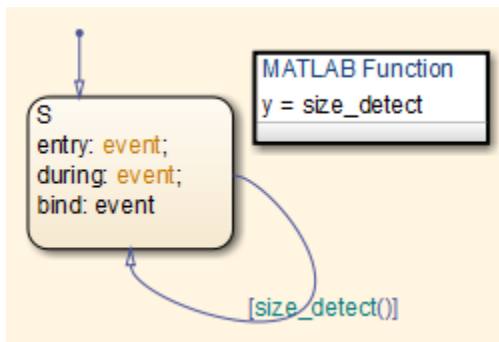 MATLAB Function
y = size_detect
S
entry: event;
during: event;
bind: event
[size_detect()]